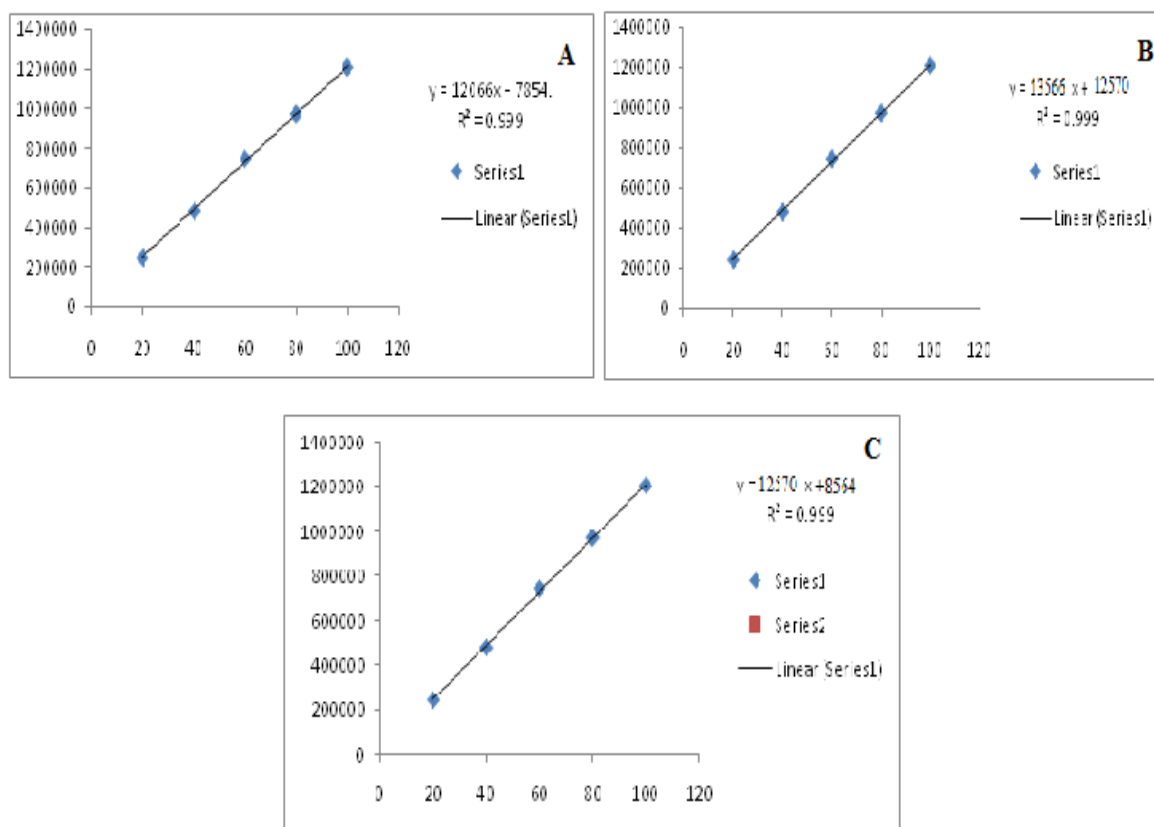 A
1400000
1200000
1000000
800000
600000
400000
200000
0
0 20 40 60 80 100 120
y = 12066x - 7854.
R² = 0.999
Series1
Linear (Series1)
B
1400000
1200000
1000000
800000
600000
400000
200000
0
0 20 40 60 80 100 120
y = 13566 x + 12570
R² = 0.999
Series1
Linear (Series1)
C
1400000
1200000
1000000
800000
600000
400000
200000
0
0 20 40 60 80 100 120
y = 12570 x +8564
R² = 0.999
Series1
Series2
Linear (Series1)